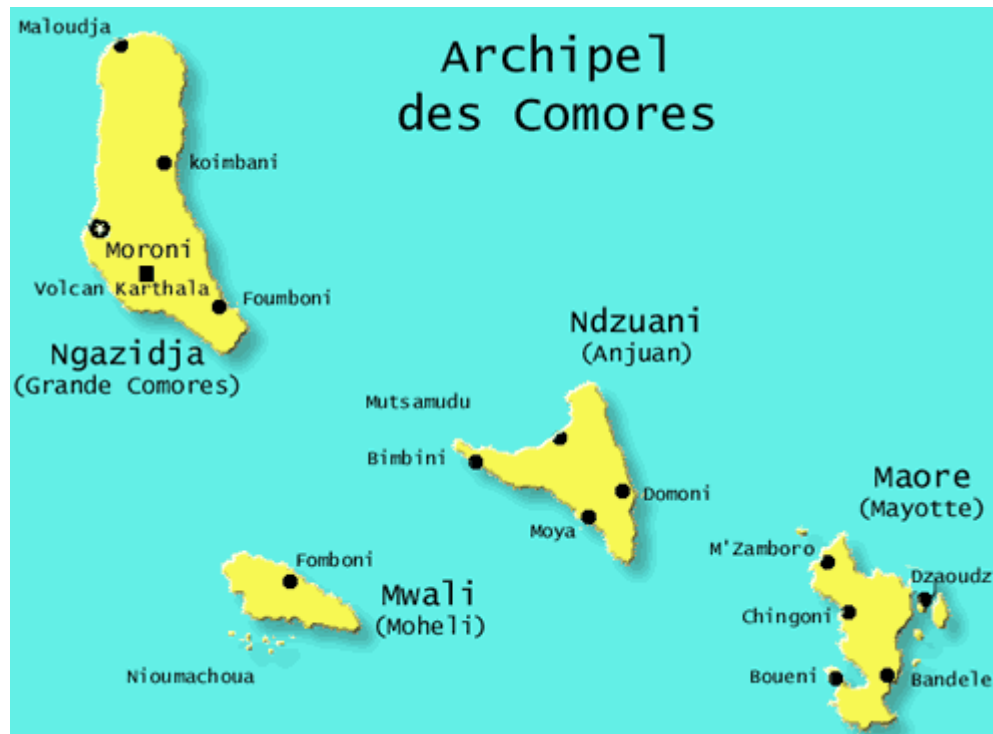 Maloudja
Archipel
des Comores
koimbani
Moroni
Volcan Karthala
Foumboni
Ngazidja
(Grande Comores)
Ndzuani
(Anjuan)
Mutsamudu
Bimbini
Domoni
Moya
Maore
(Mayotte)
M'Zamboro
Dzaoudz
Chingoni
Boueni
Bandele
Fomboni
Mwali
(Moheli)
Nioumachoua